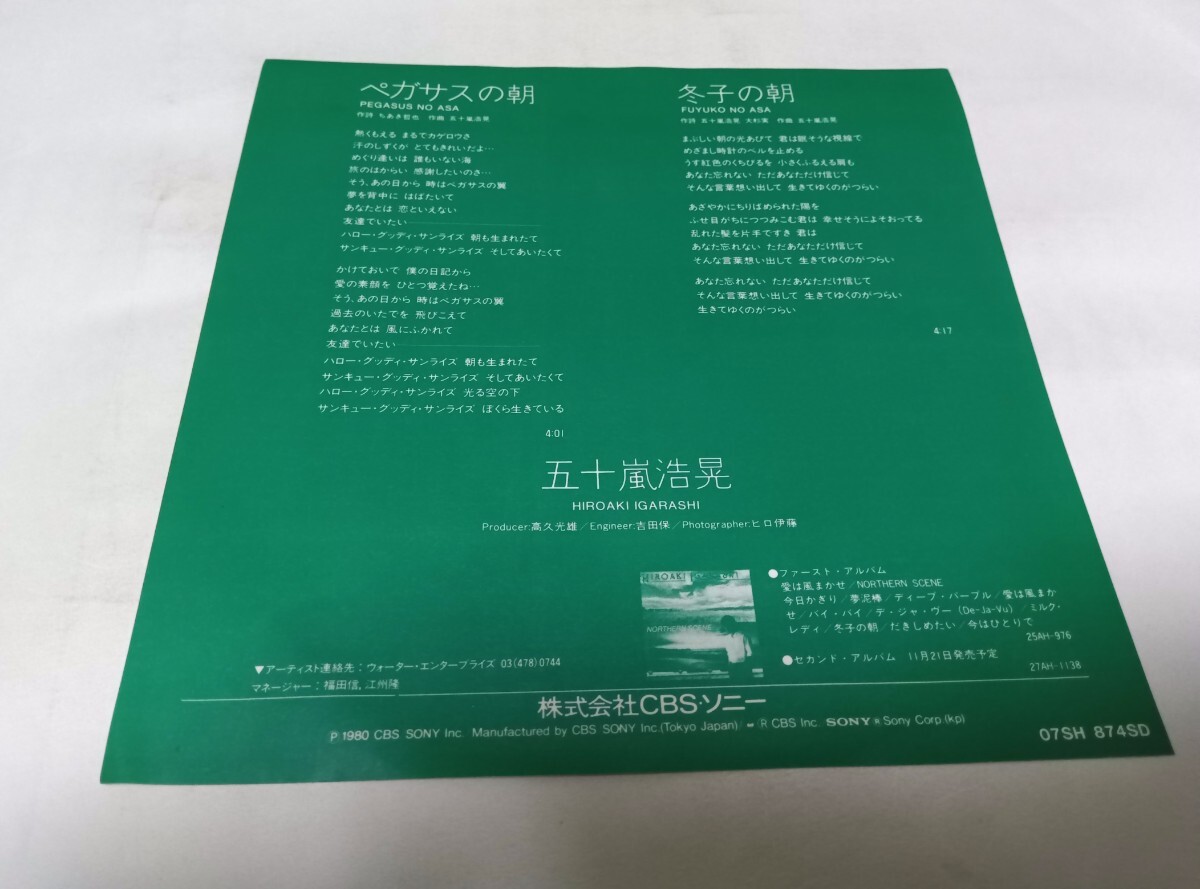 ペガサスの朝
PEGASUS NO ASA
作詩 ちあき哲也 作曲 五十嵐浩晃
熱くもえる まるでカゲロウさ
汗のしずくが とてもきれいだよ…
めぐり逢いは 誰もいない海
旅のはからい 感謝したいのさ…
そう、あの日から 時はペガサスの翼
夢を背中に はばたいて
あなたとは 恋といえない
友達でいたい
ハロー・グッディ・サンライズ 朝も生まれたて
サンキュー・グッディ・サンライズ そしてあいたくて
かけておいで 僕の日記から
愛の素顔を ひとつ覚えたね…
そう、あの日から 時はペガサスの翼
過去のいたでを 飛びこえて
あなたとは 風にふかれて
友達でいたい
ハロー・グッディ・サンライズ 朝も生まれたて
サンキュー・グッディ・サンライズ そしてあいたくて
ハロー・グッディ・サンライズ 光る空の下
サンキュー・グッディ・サンライズ ぼくら生きている
4:01
冬子の朝
FUYUKO NO ASA
作詩 五十嵐浩晃 大杉実 作曲 五十嵐浩晃
まぶしい朝の光あびて 君は眠そうな視線で
めざまし時計のベルを止める
うす紅色のくちびるを 小さくふるえる肩も
あなた忘れない ただあなただけ信じて
そんな言葉想い出して 生きてゆくのがつらい
あざやかにちりばめられた陽を
ふせ目がちにつつみこむ君は 幸せそうによそおってる
乱れた髪を片手ですき 君は
あなた忘れない ただあなただけ信じて
そんな言葉想い出して 生きてゆくのがつらい
あなた忘れない ただあなただけ信じて
そんな言葉想い出して 生きてゆくのがつらい
生きてゆくのがつらい
4:17
五十嵐浩晃
HIROAKI IGARASHI
Producer:高久光雄/Engineer:吉田保/Photographer:ヒロ伊藤
NORTHERN SCENE
●ファースト・アルバム
愛は風まかせ/NORTHERN SCENE
今日かぎり/夢泥棒/ディープ・パープル/愛は風まか
せ/バイ・バイ/デ・ジャ・ヴー(De-Ja-Vu)/ミルク・
レディ/冬子の朝/だきしめたい/今はひとりで
25AH-976
●セカンド・アルバム 11月21日発売予定
27AH-1138
▼アーティスト連絡先:ウォーター・エンタープライズ 03(478)0744
マネージャー:福田信、江州隆
株式会社CBS・ソニー
Ⓟ 1980 CBS SONY Inc. Manufactured by CBS SONY Inc.(Tokyo Japan)/ ® CBS Inc. SONY ® Sony Corp.(kp)
07SH 874SD